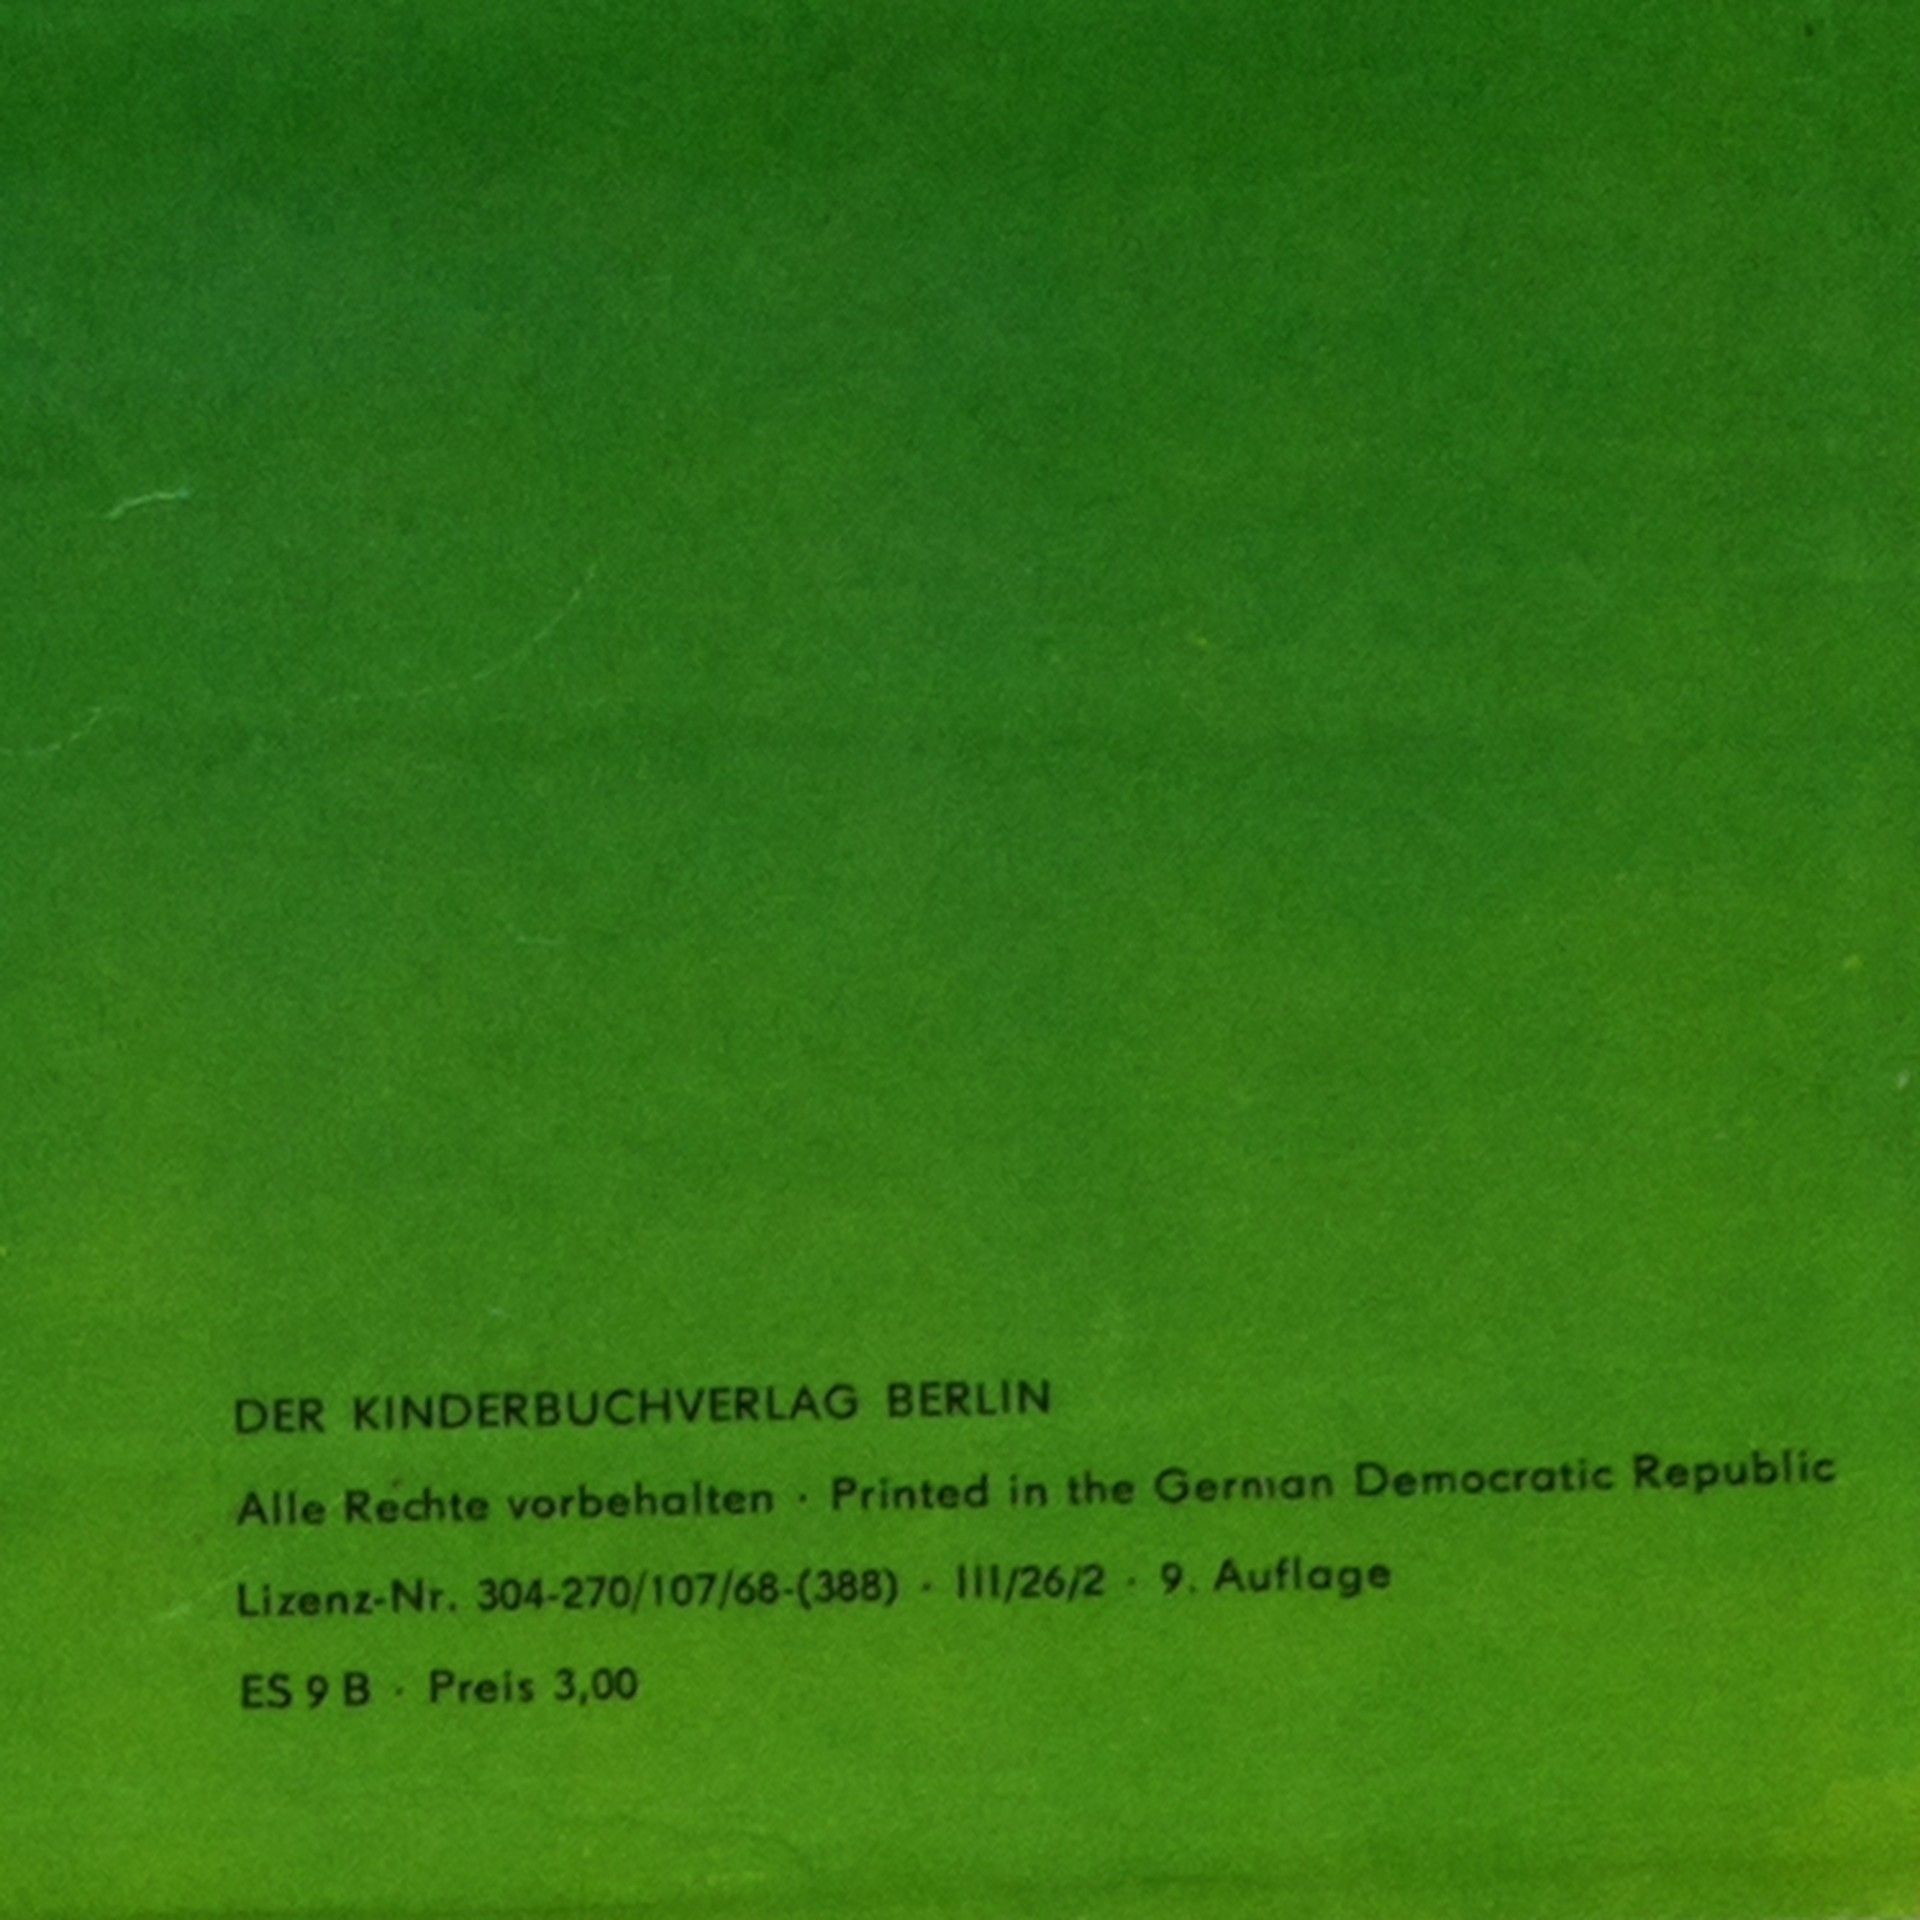 DER KINDERBUCHVERLAG BERLIN
Alle Rechte vorbehalten · Printed in the German Democratic Republic
Lizenz-Nr. 304-270/107/68-(388) · III/26/2 · 9. Auflage
ES 9 B · Preis 3,00